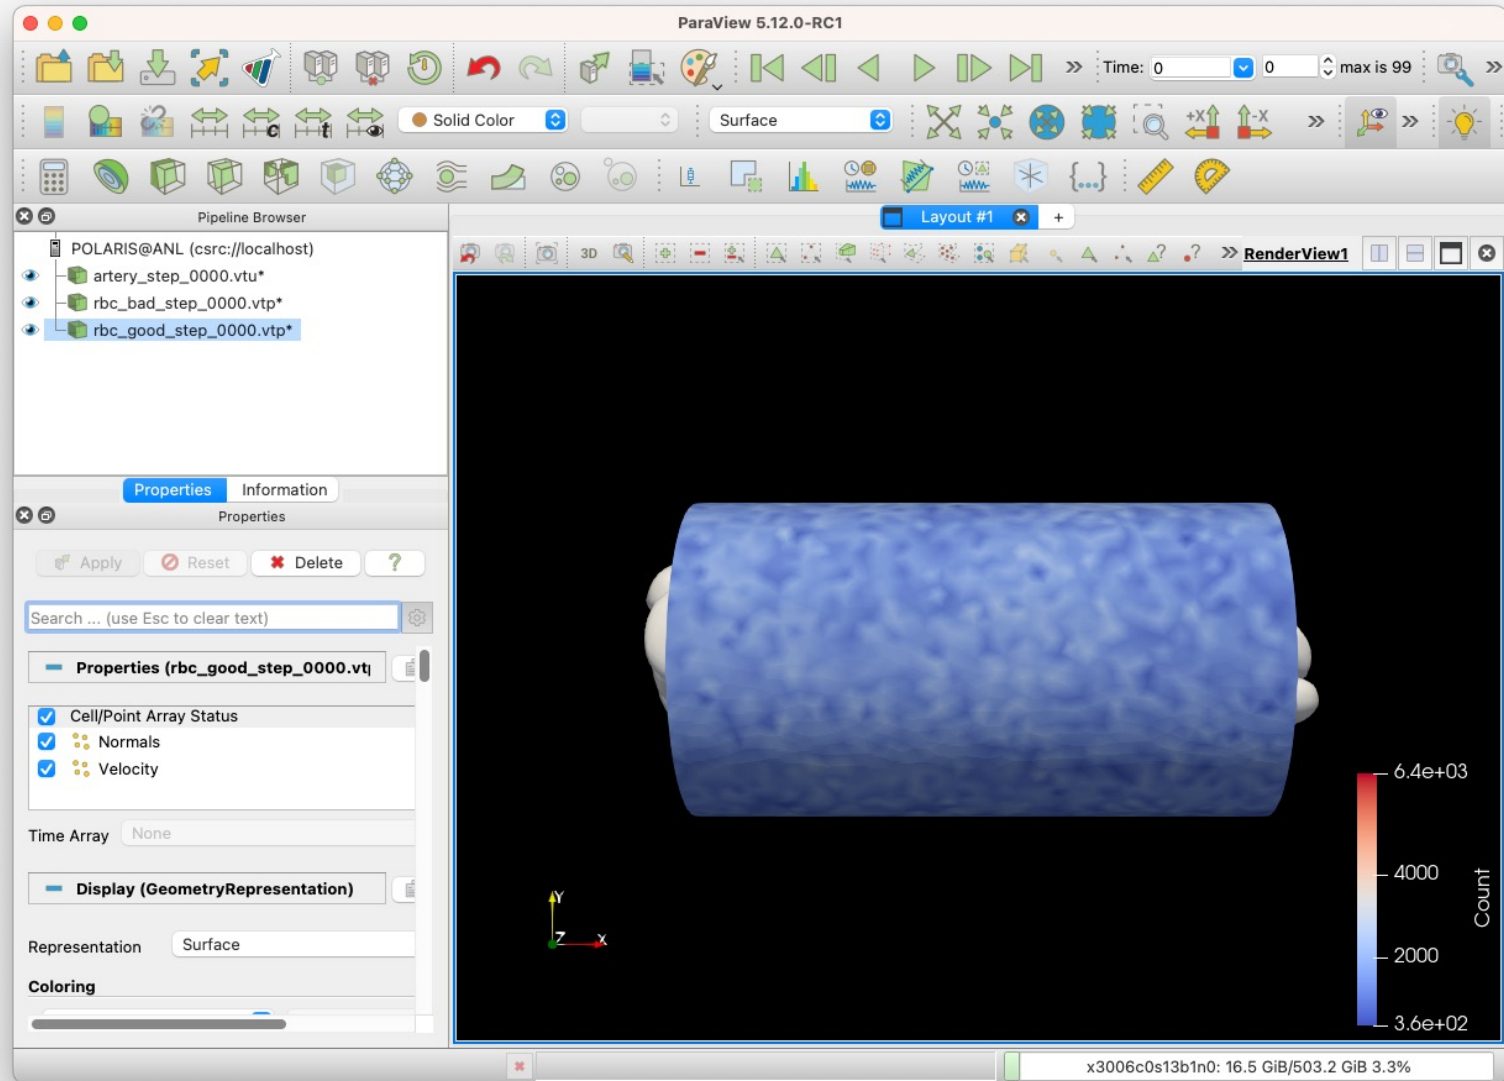 ParaView 5.12.0-RC1
Time: 0 0 max is 99
Solid Color Surface +X -X
c t
{...}
Pipeline Browser
Layout #1 +
POLARIS@ANL (csrc://localhost)
3D RenderView1
artery_step_0000.vtu*
rbc_bad_step_0000.vtp*
rbc_good_step_0000.vtp*
Properties Information
Properties
Apply Reset Delete ?
Search ... (use Esc to clear text)
Properties (rbc_good_step_0000.vt
Cell/Point Array Status
Normals
Velocity
Time Array None
Display (GeometryRepresentation)
Representation Surface
Coloring
Y
Z X
6.4e+03
4000
Count
2000
3.6e+02
x3006c0s13b1n0: 16.5 GiB/503.2 GiB 3.3%